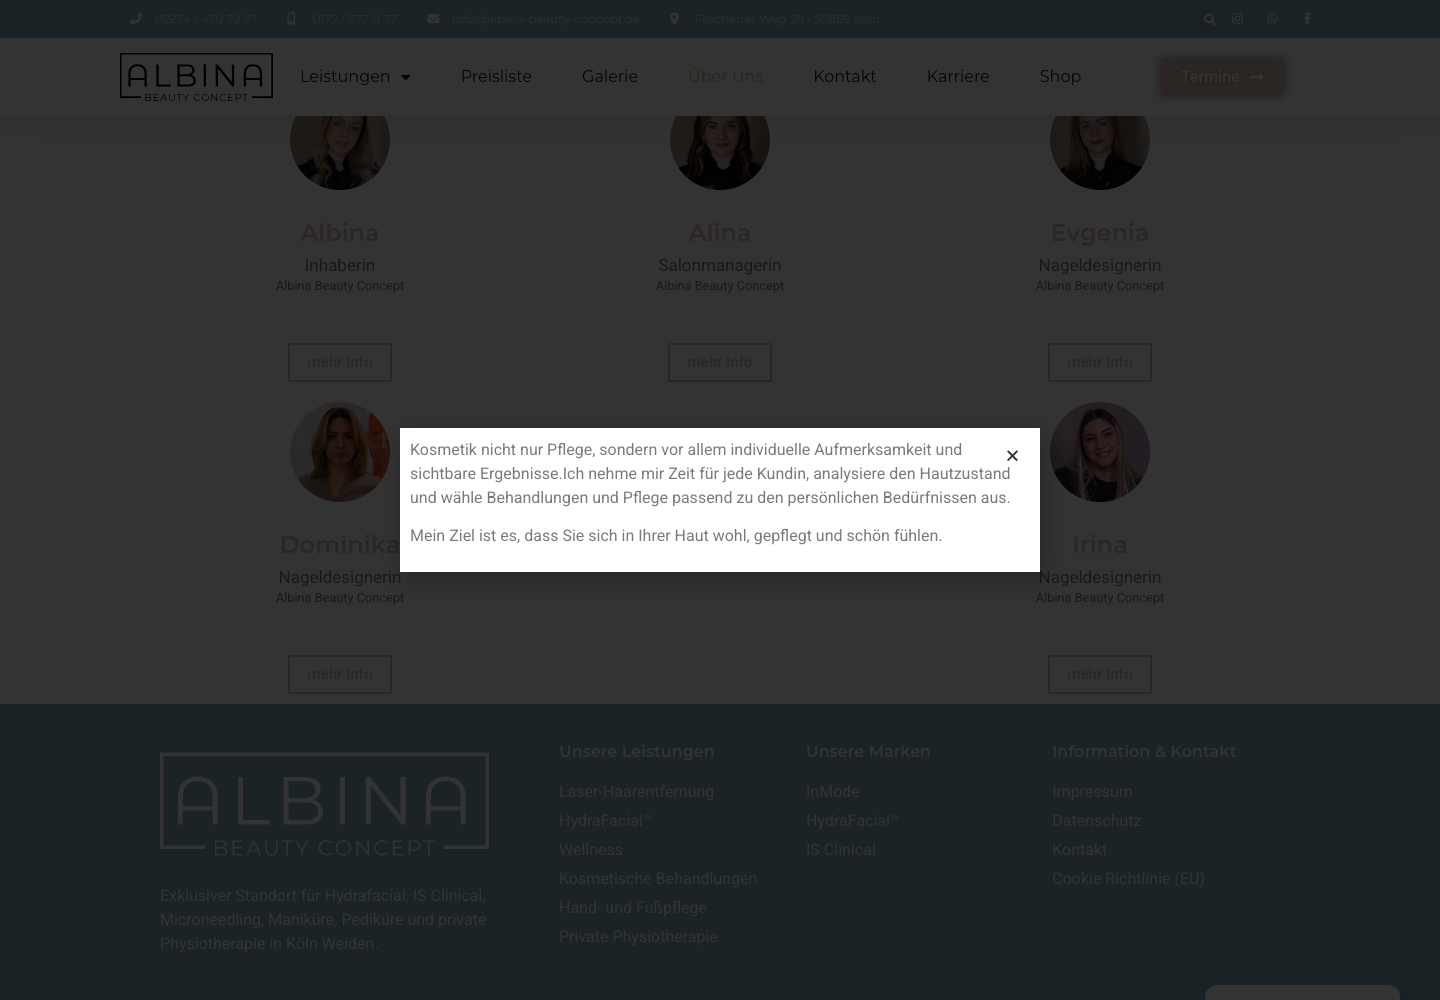 02234 / 430 39 97
0172 / 377 11 77
info@albina-beauty-concept.de
Frechener Weg 28 · 50859 Köln
ALBINA
BEAUTY CONCEPT
Leistungen
Preisliste
Galerie
Über Uns
Kontakt
Karriere
Shop
Termine
Albina
Inhaberin
Albina Beauty Concept
mehr Info
Alina
Salonmanagerin
Albina Beauty Concept
mehr Info
Evgenia
Nageldesignerin
Albina Beauty Concept
mehr Info
Kosmetik nicht nur Pflege, sondern vor allem individuelle Aufmerksamkeit und
sichtbare Ergebnisse.Ich nehme mir Zeit für jede Kundin, analysiere den Hautzustand
und wähle Behandlungen und Pflege passend zu den persönlichen Bedürfnissen aus.
Mein Ziel ist es, dass Sie sich in Ihrer Haut wohl, gepflegt und schön fühlen.
Dominika
Nageldesignerin
Albina Beauty Concept
mehr Info
Irina
Nageldesignerin
Albina Beauty Concept
mehr Info
ALBINA
BEAUTY CONCEPT
Exklusiver Standort für Hydrafacial, IS Clinical,
Microneedling, Maniküre, Pediküre und private
Physiotherapie in Köln Weiden.
Unsere Leistungen
Laser-Haarentfernung
HydraFacial™
Wellness
Kosmetische Behandlungen
Hand- und Fußpflege
Private Physiotherapie
Unsere Marken
InMode
HydraFacial™
IS Clinical
Information & Kontakt
Impressum
Datenschutz
Kontakt
Cookie Richtlinie (EU)